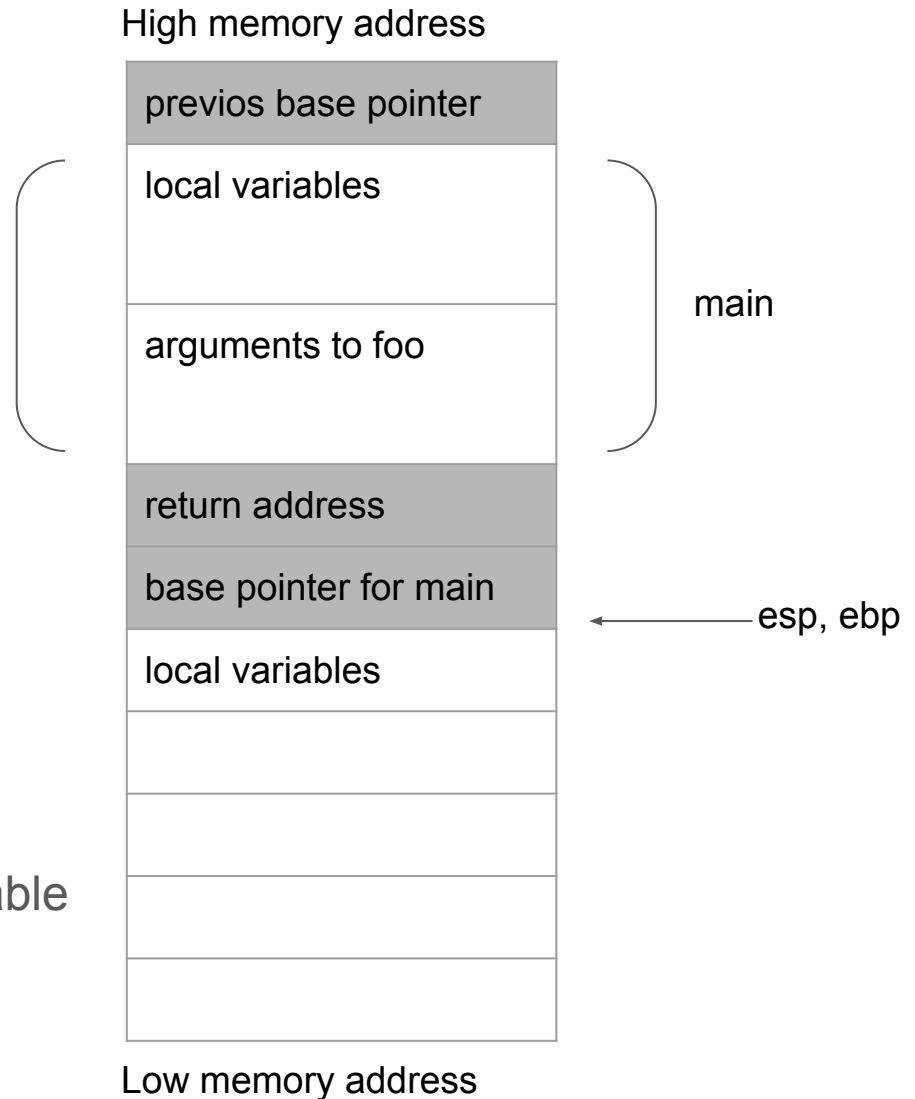 High memory address
previos base pointer
local variables
arguments to foo
main
return address
base pointer for main
esp, ebp
local variables
able
Low memory address